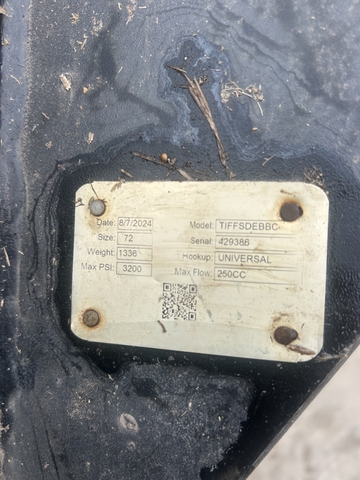 Date: 8/7/2024 Model: TIFFSDEBBC
Size: 72 Serial: 429386
Weight: 1336 Hookup: UNIVERSAL
Max PSI: 3200 Max Flow: 250CC